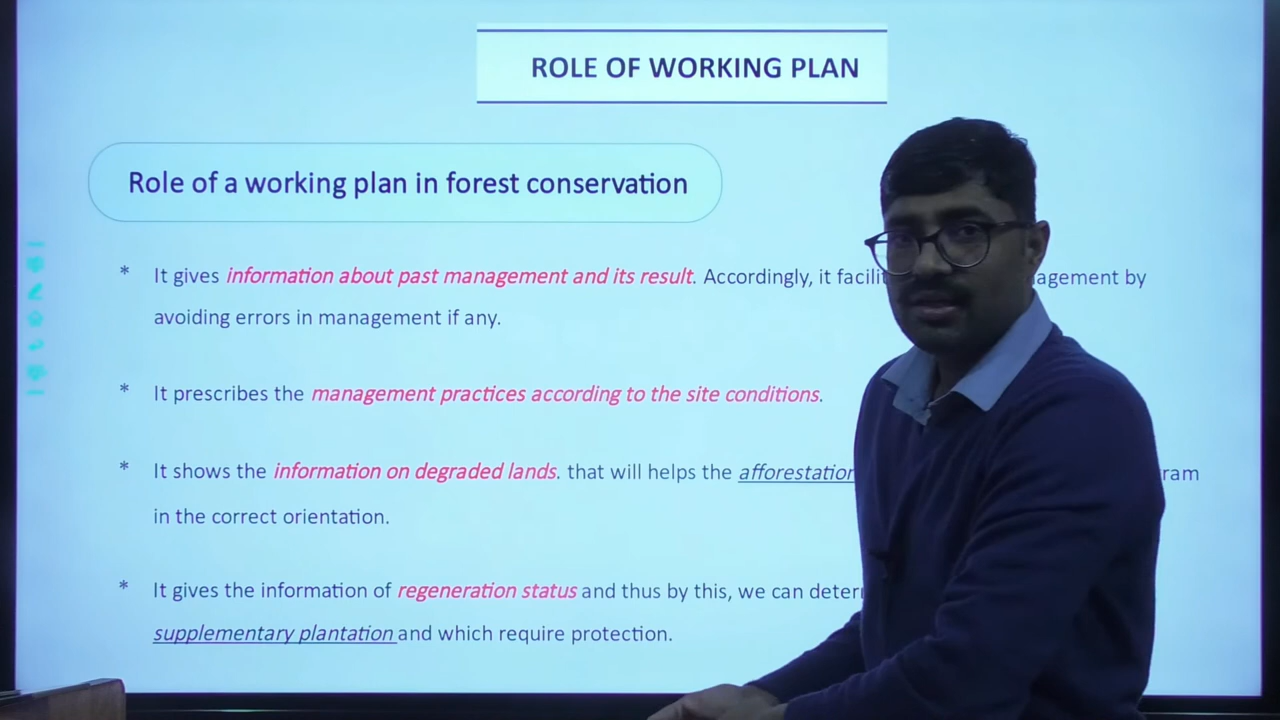 ROLE OF WORKING PLAN
Role of a working plan in forest conservation
* It gives information about past management and its result. Accordingly, it facilit agement by
avoiding errors in management if any.
* It prescribes the management practices according to the site conditions.
* It shows the information on degraded lands. that will helps the afforestation ram
in the correct orientation.
* It gives the information of regeneration status and thus by this, we can deter
supplementary plantation and which require protection.